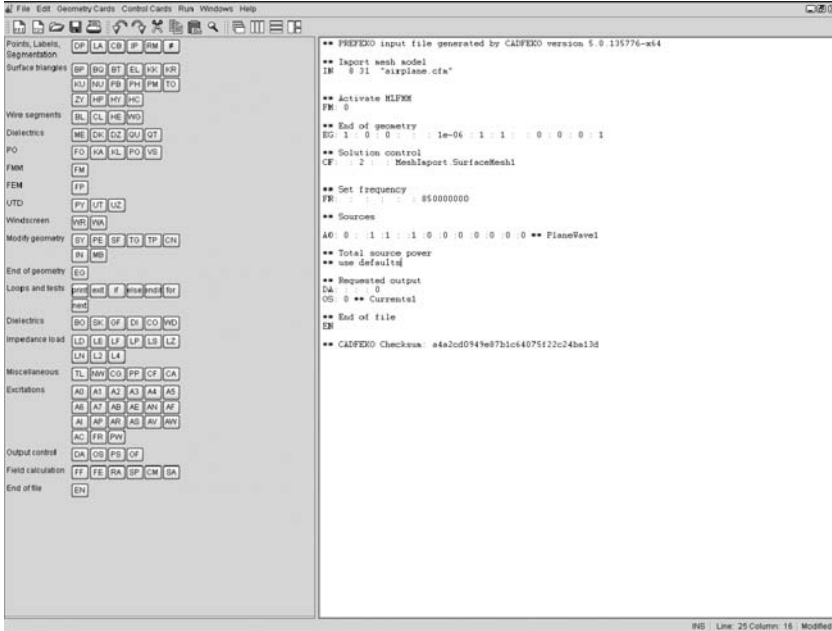 File Edit Geometry Cards Control Cards Run Windows Help
Points, Labels, Segmentation DP LA CB IP RM #
Surface triangles BP BQ BT EL KK KR
KU NU PB PH PM TO
ZY HP HY HC
Wire segments BL CL HE WG
Dielectrics ME DK DZ QU QT
PO FO KA KL PO VS
FMM FM
FEM FP
UTD PY UT UZ
Windscreen WR WA
Modify geometry SY PE SF TG TP CN
IN MB
End of geometry EG
Loops and tests print exit if else endif for
next
Dielectrics BO SK GF DI CO WD
Impedance load LD LE LF LP LS LZ
LN L2 L4
Miscellaneous TL NW CG PP CF CA
Excitations A0 A1 A2 A3 A4 A5
A6 A7 AB AE AN AF
AI AP AR AS AV AW
AC FR PW
Output control DA OS PS OF
Field calculation FF FE RA SP CM SA
End of file EN
** PREFEKO input file generated by CADFEKO version 5.0.135776-x64
** Import mesh model
IN 8 31 "airplane.cfm"
** Activate MLFMM
FM: 0
** End of geometry
EG: 1 : 0 : 0 : : : 1e-06 : 1 : 1 : : 0 : 0 : 0 : 1
** Solution control
CF: : 2 : : MeshImport.SurfaceMesh1
** Set frequency
FR: : : : : : 850000000
** Sources
A0: 0 : :1 :1 : :1 :0 :0 :0 :0 :0 :0 :0 ** PlaneWave1
** Total source power
** use defaults
** Requested output
DA: : : : 0
OS: 0 ** Currents1
** End of file
EN
** CADFEKO Checksum: a4a2cd0949e87b1c64075f22c24ba13d
INS Line: 25 Column: 16 Modified